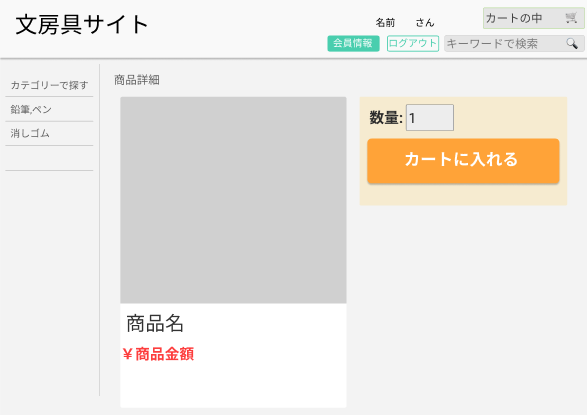 文房具サイト
名前 さん
カートの中
会員情報
ログアウト
キーワードで検索
カテゴリーで探す
鉛筆,ペン
消しゴム
商品詳細
数量: 1
カートに入れる
商品名
￥商品金額